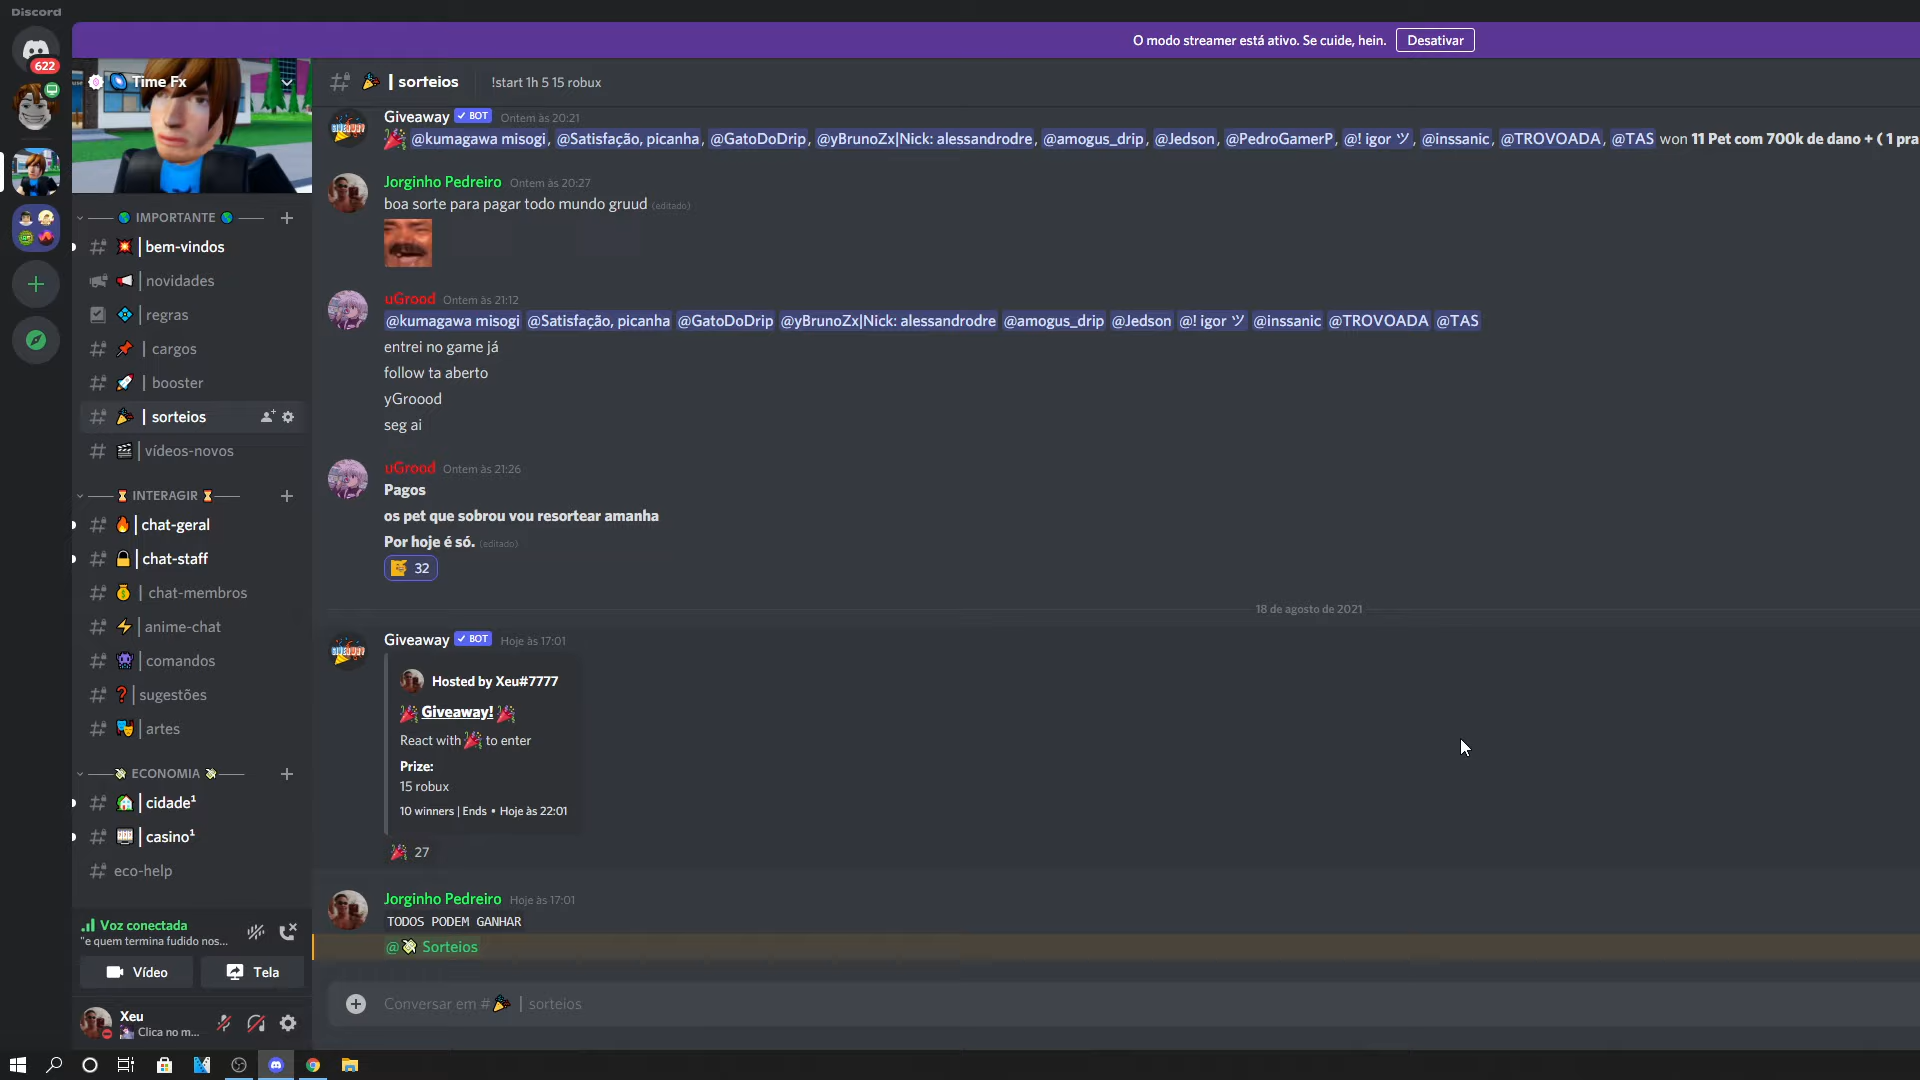 Discord
O modo streamer está ativo. Se cuide, hein. Desativar
622
Time Fx
| sorteios !start 1h 5 15 robux
IMPORTANTE
| bem-vindos
| novidades
| regras
| cargos
| booster
| sorteios
| vídeos-novos
INTERAGIR
| chat-geral
| chat-staff
| chat-membros
| anime-chat
| comandos
| sugestões
| artes
ECONOMIA
| cidade¹
| casino¹
eco-help
Voz conectada
"e quem termina fudido nos...
Vídeo Tela
Xeu
Clica no m...
Giveaway BOT Ontem às 20:21
@kumagawa misogi, @Satisfação, picanha, @GatoDoDrip, @yBrunoZx|Nick: alessandrodre, @amogus_drip, @Jedson, @PedroGamerP, @! igor ツ, @inssanic, @TROVOADA, @TAS won 11 Pet com 700k de dano + ( 1 pra
Jorginho Pedreiro Ontem às 20:27
boa sorte para pagar todo mundo gruud (editado)
uGrood Ontem às 21:12
@kumagawa misogi @Satisfação, picanha @GatoDoDrip @yBrunoZx|Nick: alessandrodre @amogus_drip @Jedson @! igor ツ @inssanic @TROVOADA @TAS
entrei no game já
follow ta aberto
yGroood
seg ai
uGrood Ontem às 21:26
Pagos
os pet que sobrou vou resortear amanha
Por hoje é só. (editado)
32
18 de agosto de 2021
Giveaway BOT Hoje às 17:01
Hosted by Xeu#7777
Giveaway!
React with to enter
Prize:
15 robux
10 winners | Ends • Hoje às 22:01
27
Jorginho Pedreiro Hoje às 17:01
TODOS PODEM GANHAR
@ Sorteios
Conversar em # | sorteios